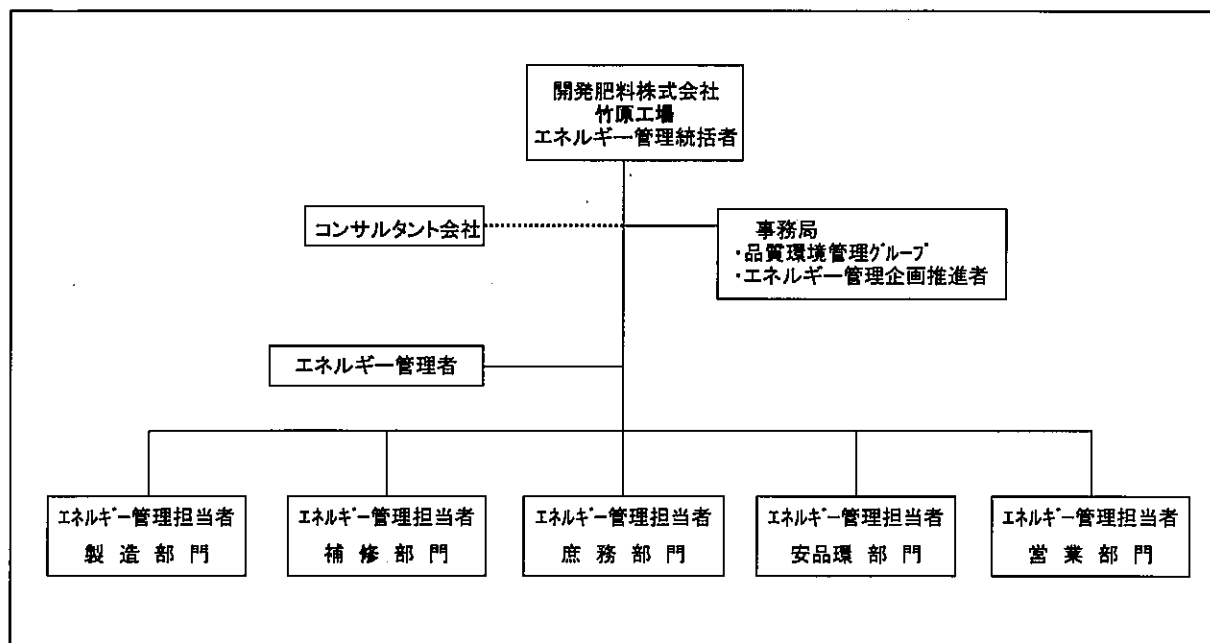 開発肥料株式会社
竹原工場
エネルギー管理統括者
コンサルタント会社
事務局
・品質環境管理グループ
・エネルギー管理企画推進者
エネルギー管理者
エネルギー管理担当者
製造部門
エネルギー管理担当者
補修部門
エネルギー管理担当者
庶務部門
エネルギー管理担当者
安品環部門
エネルギー管理担当者
営業部門